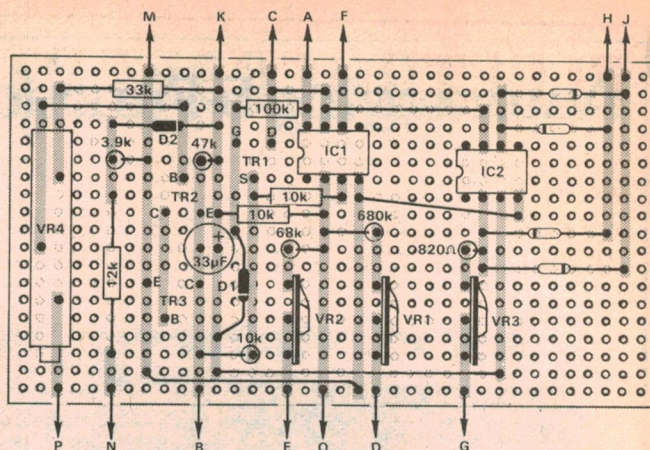 M K C A F H J
33k
100k
D2
3.9k
47k
G D
IC1
TR1
IC2
B
S
TR2
10k
C
E
10k
680k
VR4
68k
+
820Ω
33µF
12k
E
C
D1
TR3
VR2
VR1
VR3
B
10k
P N B E O D G